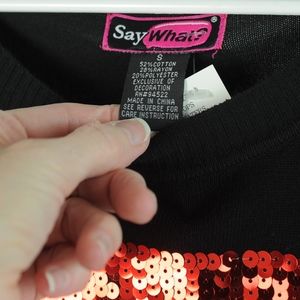 Say What?
S
52%COTTON
28%RAYON
20%POLYESTER
EXCLUSIVE OF
DECORATION
RN#94522
MADE IN CHINA
SEE REVERSE FOR
CARE INSTRUCTION